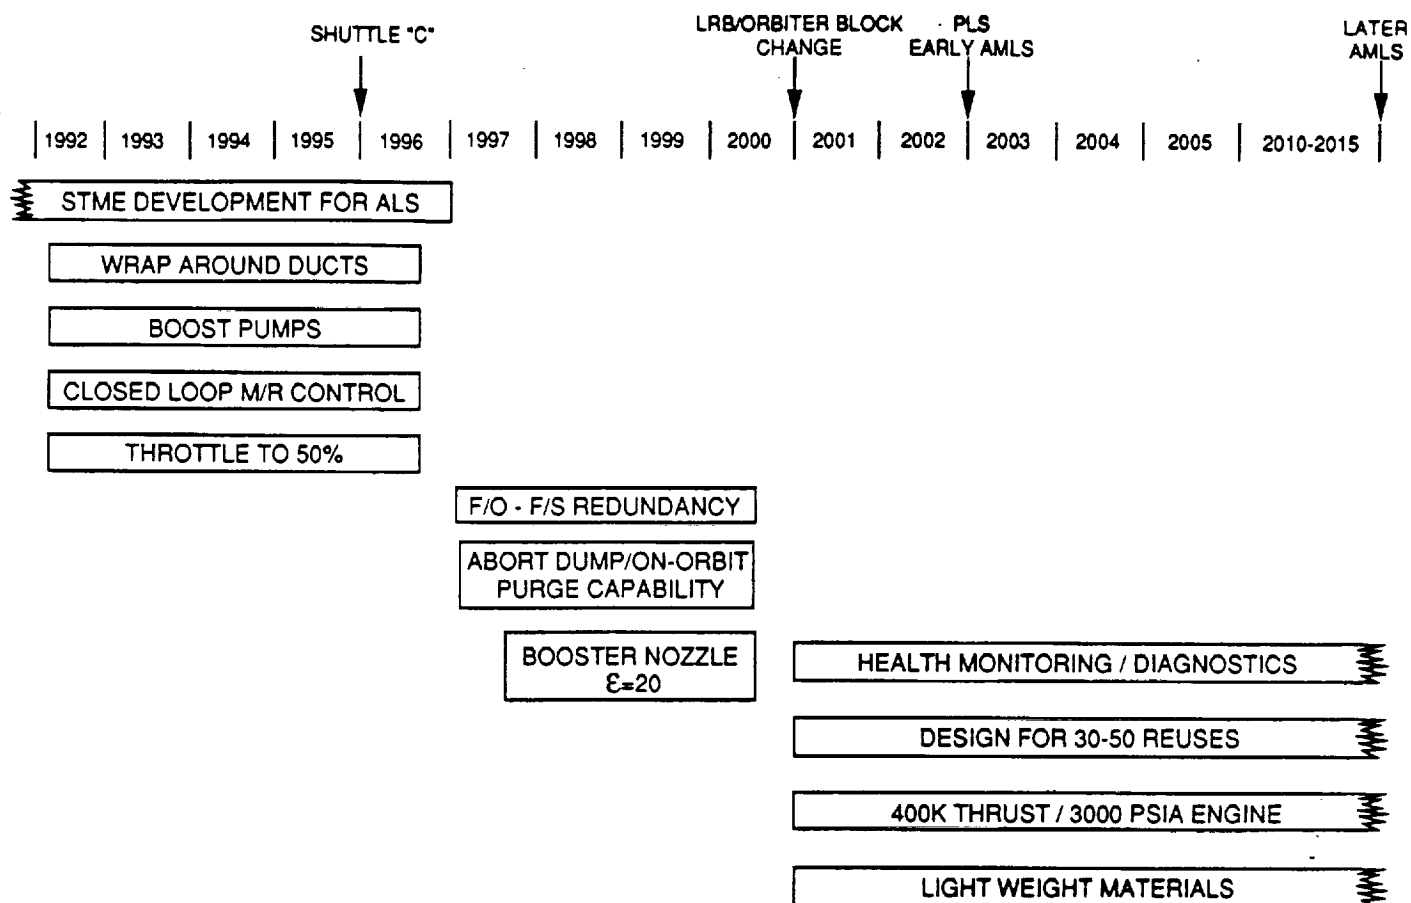 SHUTTLE "C"
LRB/ORBITER BLOCK
CHANGE
PLS
EARLY AMLS
LATER
AMLS
1992 1993 1994 1995 1996 1997 1998 1999 2000 2001 2002 2003 2004 2005 2010-2015
STME DEVELOPMENT FOR ALS
WRAP AROUND DUCTS
BOOST PUMPS
CLOSED LOOP M/R CONTROL
THROTTLE TO 50%
F/O - F/S REDUNDANCY
ABORT DUMP/ON-ORBIT
PURGE CAPABILITY
BOOSTER NOZZLE
Ɛ=20
HEALTH MONITORING / DIAGNOSTICS
DESIGN FOR 30-50 REUSES
400K THRUST / 3000 PSIA ENGINE
LIGHT WEIGHT MATERIALS